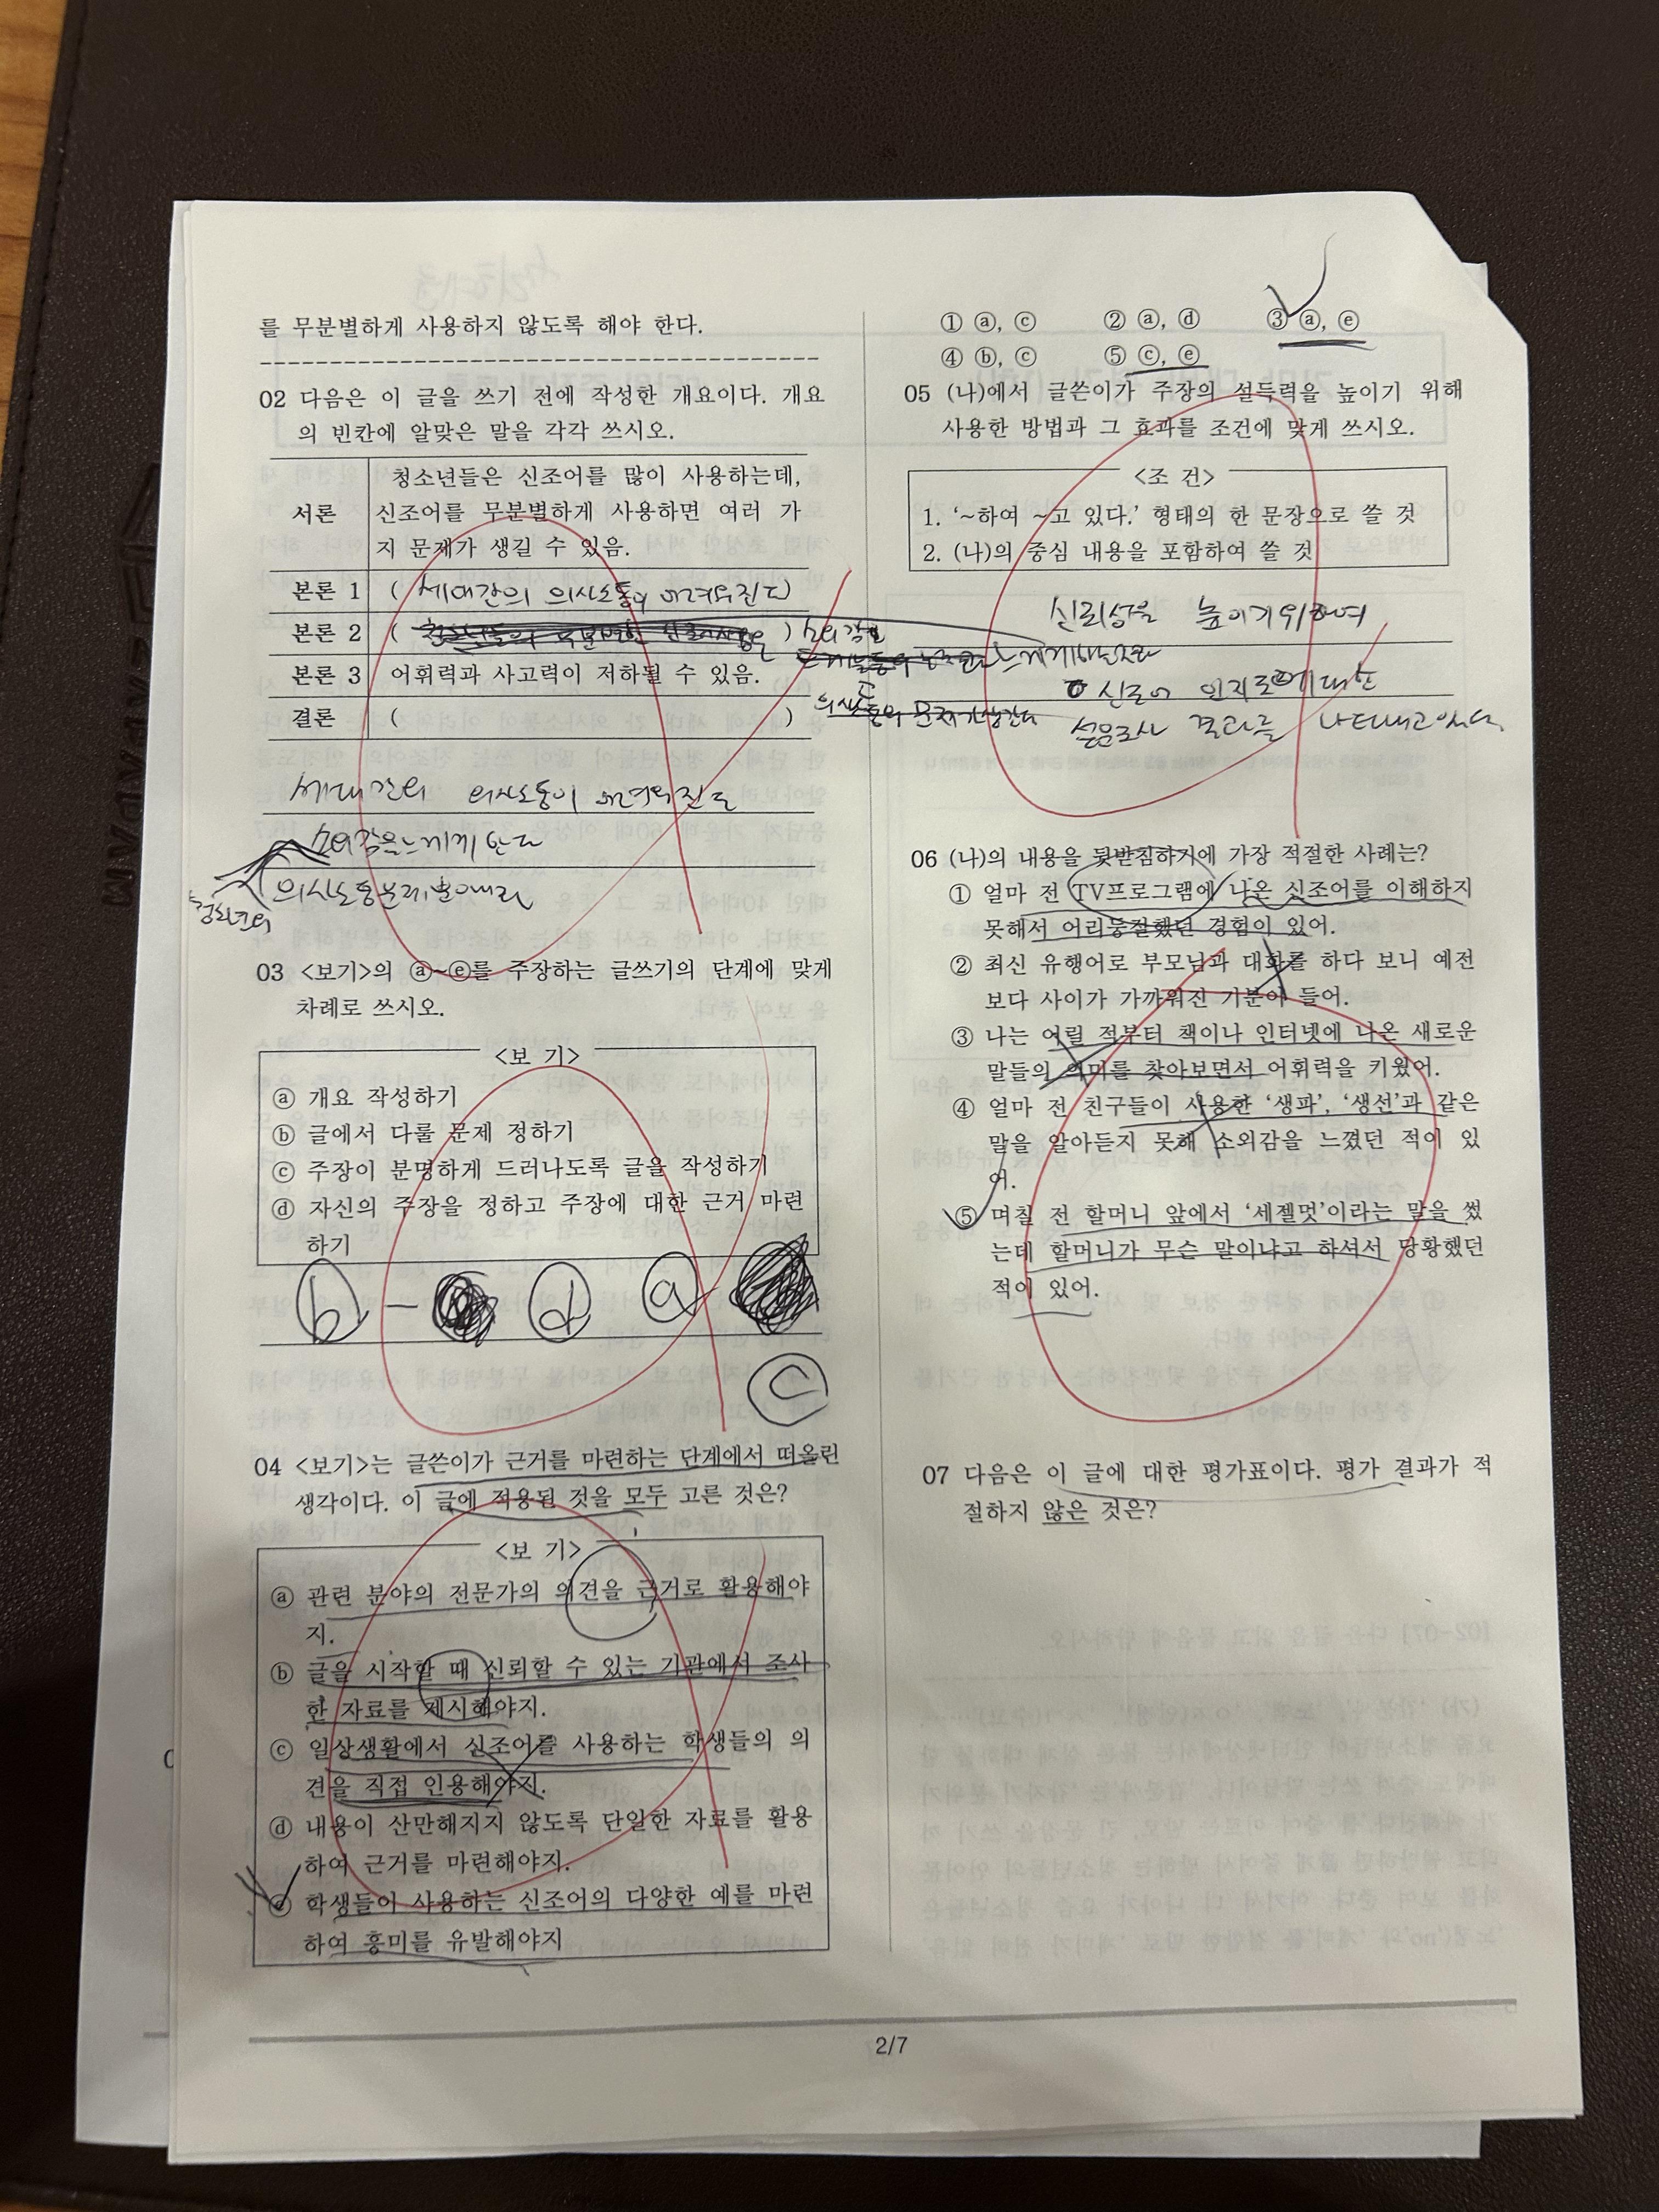 를 무분별하게 사용하지 않도록 해야 한다.
02 다음은 이 글을 쓰기 전에 작성한 개요이다. 개요
의 빈칸에 알맞은 말을 각각 쓰시오.
청소년들은 신조어를 많이 사용하는데,
서론 신조어를 무분별하게 사용하면 여러 가
지 문제가 생길 수 있음.
본론 1 ( 세대간의 의사소통이 어려워진다 )
본론 2 ( ) 소외감을
느끼게한다
본론 3 어휘력과 사고력이 저하될 수 있음.
결론 ( )
세대간의 의사소통이 어려워진다
소외감을느끼게 한다
03 <보기>의 ⓐ~ⓔ를 주장하는 글쓰기의 단계에 맞게
차례로 쓰시오.
<보 기>
ⓐ 개요 작성하기
ⓑ 글에서 다룰 문제 정하기
ⓒ 주장이 분명하게 드러나도록 글을 작성하기
ⓓ 자신의 주장을 정하고 주장에 대한 근거 마련
하기
ⓑ - ⓓ ⓐ -
ⓒ
04 <보기>는 글쓴이가 근거를 마련하는 단계에서 떠올린
생각이다. 이 글에 적용된 것을 모두 고른 것은?
<보 기>
ⓐ 관련 분야의 전문가의 의견을 근거로 활용해야
지.
ⓑ 글을 시작할 때 신뢰할 수 있는 기관에서 조사
한 자료를 제시해야지.
ⓒ 일상생활에서 신조어를 사용하는 학생들의 의
견을 직접 인용해야지.
ⓓ 내용이 산만해지지 않도록 단일한 자료를 활용
하여 근거를 마련해야지.
ⓔ 학생들이 사용하는 신조어의 다양한 예를 마련
하여 흥미를 유발해야지
① ⓐ, ⓒ ② ⓐ, ⓓ ③ ⓐ, ⓔ
④ ⓑ, ⓒ ⑤ ⓒ, ⓔ
05 (나)에서 글쓴이가 주장의 설득력을 높이기 위해
사용한 방법과 그 효과를 조건에 맞게 쓰시오.
<조 건>
1. ‘~하여 ~고 있다.’ 형태의 한 문장으로 쓸 것
2. (나)의 중심 내용을 포함하여 쓸 것
신뢰성을 높이기위하여
신조어 인지도에대한
설문조사 결과를 나타내고있다.
06 (나)의 내용을 뒷받침하기에 가장 적절한 사례는?
① 얼마 전 TV프로그램에 나온 신조어를 이해하지
못해서 어리둥절했던 경험이 있어.
② 최신 유행어로 부모님과 대화를 하다 보니 예전
보다 사이가 가까워진 기분이 들어.
③ 나는 어릴 적부터 책이나 인터넷에 나온 새로운
말들의 의미를 찾아보면서 어휘력을 키웠어.
④ 얼마 전 친구들이 사용한 ‘생파’, ‘생선’과 같은
말을 알아듣지 못해 소외감을 느꼈던 적이 있
어.
⑤ 며칠 전 할머니 앞에서 ‘세젤멋’이라는 말을 썼
는데 할머니가 무슨 말이냐고 하셔서 당황했던
적이 있어.
07 다음은 이 글에 대한 평가표이다. 평가 결과가 적
절하지 않은 것은?
2/7